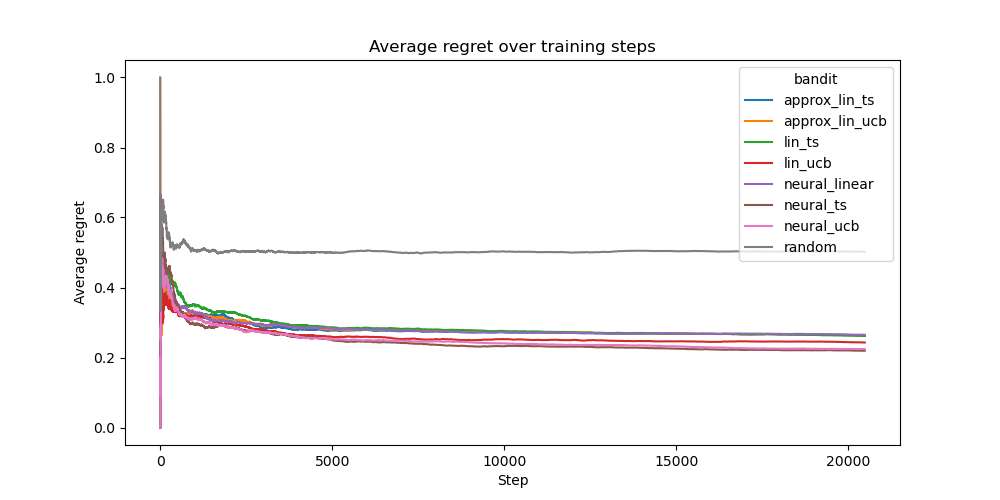 Average regret over training steps
bandit
approx_lin_ts
approx_lin_ucb
lin_ts
lin_ucb
neural_linear
neural_ts
neural_ucb
random
Average regret
1.0
0.8
0.6
0.4
0.2
0.0
0
5000
10000
15000
20000
Step